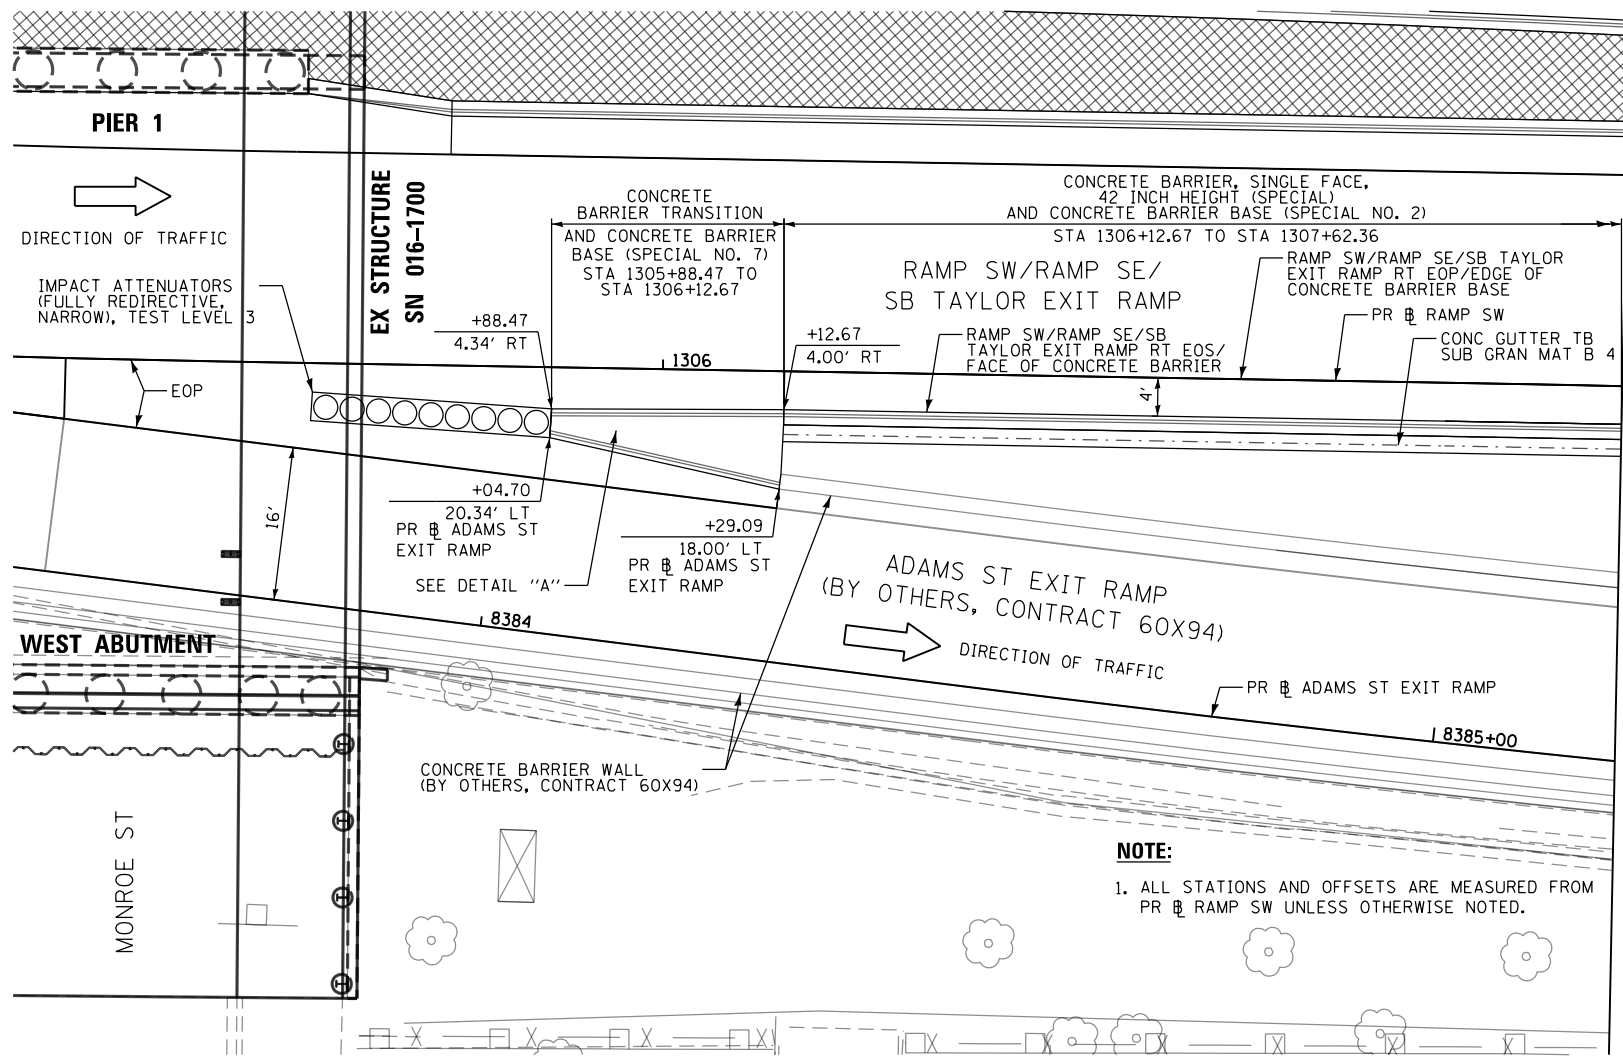 PIER 1
DIRECTION OF TRAFFIC
IMPACT ATTENUATORS
(FULLY REDIRECTIVE,
NARROW), TEST LEVEL 3
EX STRUCTURE
SN 016-1700
CONCRETE
BARRIER TRANSITION
AND CONCRETE BARRIER
BASE (SPECIAL NO. 7)
STA 1305+88.47 TO
STA 1306+12.67
CONCRETE BARRIER, SINGLE FACE,
42 INCH HEIGHT (SPECIAL)
AND CONCRETE BARRIER BASE (SPECIAL NO. 2)
STA 1306+12.67 TO STA 1307+62.36
RAMP SW/RAMP SE/
SB TAYLOR EXIT RAMP
RAMP SW/RAMP SE/SB TAYLOR
EXIT RAMP RT EOP/EDGE OF
CONCRETE BARRIER BASE
PR BL RAMP SW
CONC GUTTER TB
SUB GRAN MAT B 4
+88.47
4.34' RT
+12.67
4.00' RT
RAMP SW/RAMP SE/SB
TAYLOR EXIT RAMP RT EOS/
FACE OF CONCRETE BARRIER
1306
EOP
4'
16'
+04.70
20.34' LT
PR BL ADAMS ST
EXIT RAMP
+29.09
18.00' LT
PR BL ADAMS ST
EXIT RAMP
SEE DETAIL "A"
8384
ADAMS ST EXIT RAMP
(BY OTHERS, CONTRACT 60X94)
DIRECTION OF TRAFFIC
WEST ABUTMENT
PR BL ADAMS ST EXIT RAMP
8385+00
CONCRETE BARRIER WALL
(BY OTHERS, CONTRACT 60X94)
MONROE ST
NOTE:
1. ALL STATIONS AND OFFSETS ARE MEASURED FROM
PR BL RAMP SW UNLESS OTHERWISE NOTED.